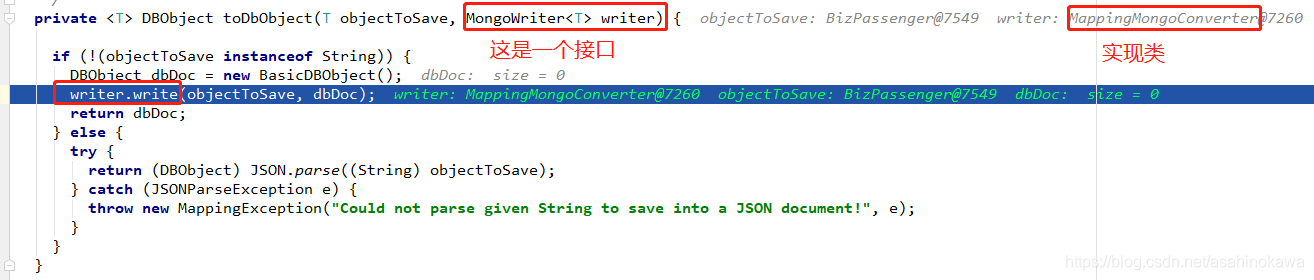 private <T> DBObject toDbObject(T objectToSave, MongoWriter<T> writer) { objectToSave: BizPassenger@7549 writer: MappingMongoConverter@7260
这是一个接口
实现类
if (!(objectToSave instanceof String)) {
DBObject dbDoc = new BasicDBObject(); dbDoc: size = 0
writer.write(objectToSave, dbDoc); writer: MappingMongoConverter@7260 objectToSave: BizPassenger@7549 dbDoc: size = 0
return dbDoc;
} else {
try {
return (DBObject) JSON.parse((String) objectToSave);
} catch (JSONParseException e) {
throw new MappingException("Could not parse given String to save into a JSON document!", e);
}
}
}
https://blog.csdn.net/asahinokawa